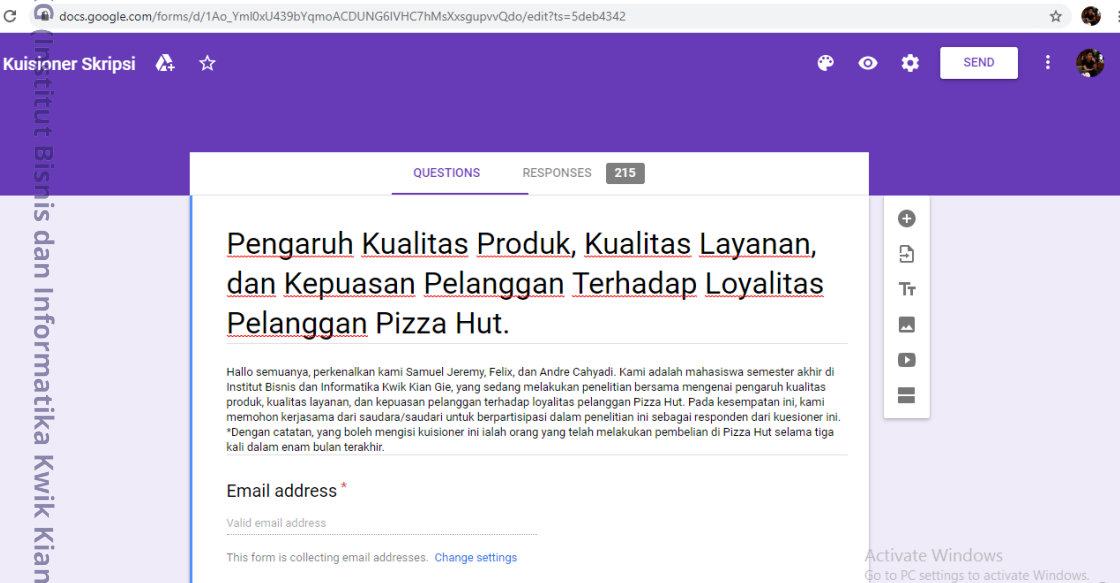 docs.google.com/forms/d/1Ao_YmI0xU439bYqmoACDUNG6IVHC7hMsXxsgupvvQdo/edit?ts=5deb4342
Kuisioner Skripsi
SEND
QUESTIONS RESPONSES 215
Pengaruh Kualitas Produk, Kualitas Layanan,
dan Kepuasan Pelanggan Terhadap Loyalitas
Pelanggan Pizza Hut.
Hallo semuanya, perkenalkan kami Samuel Jeremy, Felix, dan Andre Cahyadi. Kami adalah mahasiswa semester akhir di
Institut Bisnis dan Informatika Kwik Kian Gie, yang sedang melakukan penelitian bersama mengenai pengaruh kualitas
produk, kualitas layanan, dan kepuasan pelanggan terhadap loyalitas pelanggan Pizza Hut. Pada kesempatan ini, kami
memohon kerjasama dari saudara/saudari untuk berpartisipasi dalam penelitian ini sebagai responden dari kuesioner ini.
*Dengan catatan, yang boleh mengisi kuisioner ini ialah orang yang telah melakukan pembelian di Pizza Hut selama tiga
kali dalam enam bulan terakhir.
Email address *
Valid email address
This form is collecting email addresses. Change settings
Activate Windows
Go to PC settings to activate Windows.
G (Institut Bisnis dan Informatika Kwik Kian